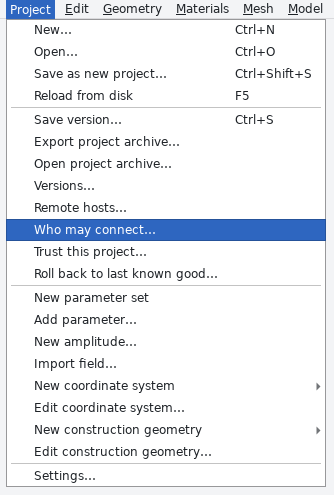 Project Edit Geometry Materials Mesh Model
New... Ctrl+N
Open... Ctrl+O
Save as new project... Ctrl+Shift+S
Reload from disk F5
Save version... Ctrl+S
Export project archive...
Open project archive...
Versions...
Remote hosts...
Who may connect...
Trust this project...
Roll back to last known good...
New parameter set
Add parameter...
New amplitude...
Import field...
New coordinate system
Edit coordinate system...
New construction geometry
Edit construction geometry...
Settings...